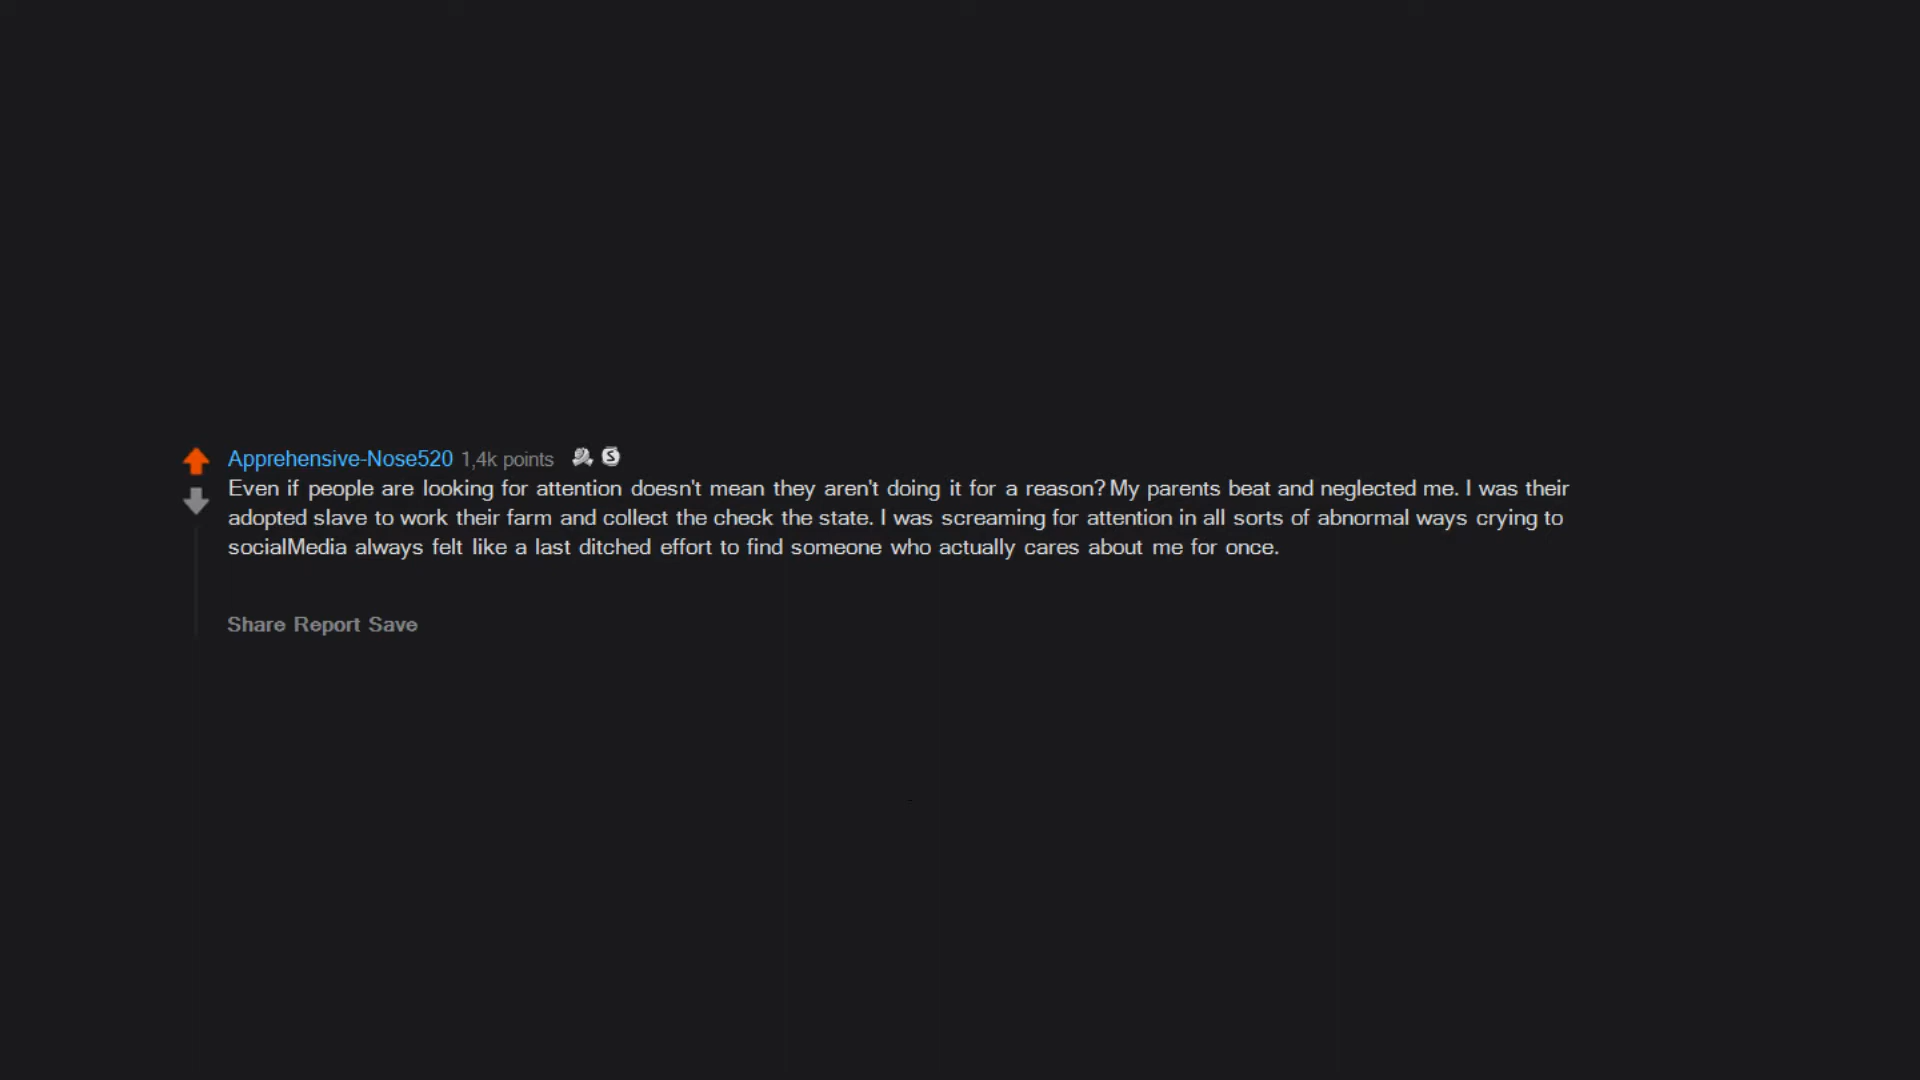 Apprehensive-Nose520 1,4k points
Even if people are looking for attention doesn't mean they aren't doing it for a reason? My parents beat and neglected me. I was their
adopted slave to work their farm and collect the check the state. I was screaming for attention in all sorts of abnormal ways crying to
socialMedia always felt like a last ditched effort to find someone who actually cares about me for once.
Share Report Save